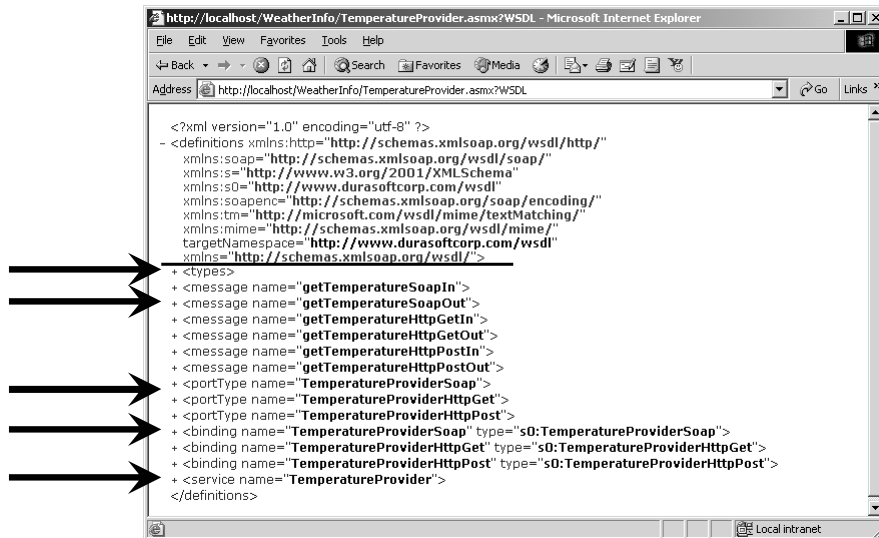 http://localhost/WeatherInfo/TemperatureProvider.asmx?WSDL - Microsoft Internet Explorer
File Edit View Favorites Tools Help
Back Search Favorites Media
Address http://localhost/WeatherInfo/TemperatureProvider.asmx?WSDL Go Links »
<?xml version="1.0" encoding="utf-8" ?>
- <definitions xmlns:http="http://schemas.xmlsoap.org/wsdl/http/"
xmlns:soap="http://schemas.xmlsoap.org/wsdl/soap/"
xmlns:s="http://www.w3.org/2001/XMLSchema"
xmlns:s0="http://www.durasoftcorp.com/wsdl"
xmlns:soapenc="http://schemas.xmlsoap.org/soap/encoding/"
xmlns:tm="http://microsoft.com/wsdl/mime/textMatching/"
xmlns:mime="http://schemas.xmlsoap.org/wsdl/mime/"
targetNamespace="http://www.durasoftcorp.com/wsdl"
xmlns="http://schemas.xmlsoap.org/wsdl/">
+ <types>
+ <message name="getTemperatureSoapIn">
+ <message name="getTemperatureSoapOut">
+ <message name="getTemperatureHttpGetIn">
+ <message name="getTemperatureHttpGetOut">
+ <message name="getTemperatureHttpPostIn">
+ <message name="getTemperatureHttpPostOut">
+ <portType name="TemperatureProviderSoap">
+ <portType name="TemperatureProviderHttpGet">
+ <portType name="TemperatureProviderHttpPost">
+ <binding name="TemperatureProviderSoap" type="s0:TemperatureProviderSoap">
+ <binding name="TemperatureProviderHttpGet" type="s0:TemperatureProviderHttpGet">
+ <binding name="TemperatureProviderHttpPost" type="s0:TemperatureProviderHttpPost">
+ <service name="TemperatureProvider">
</definitions>
Local intranet